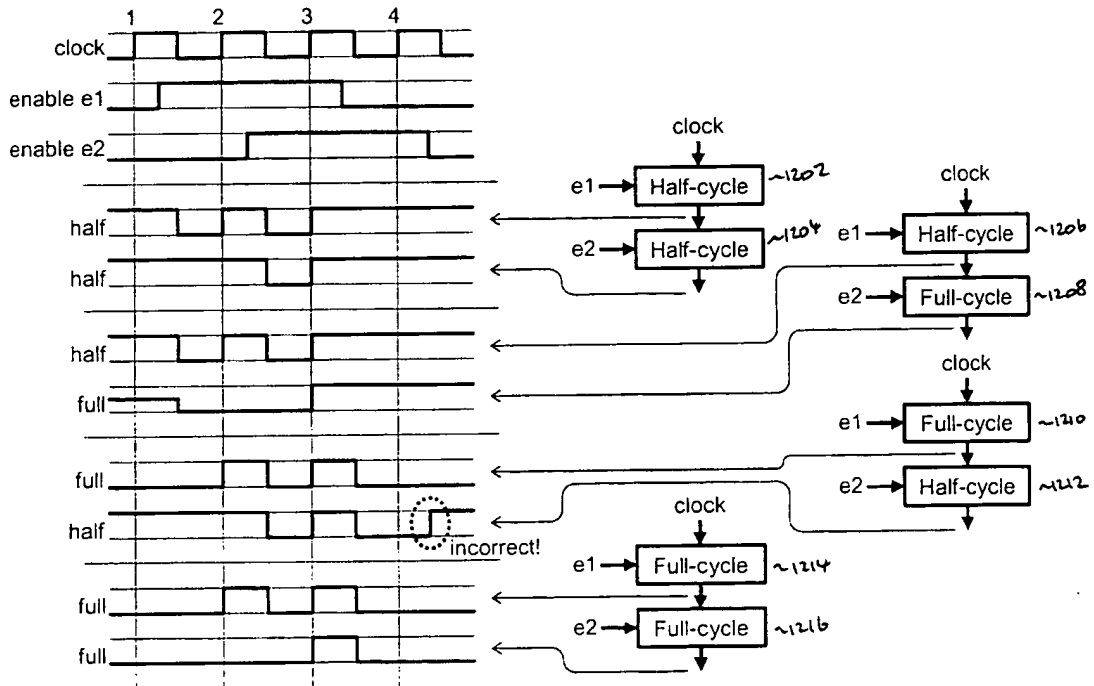 1 2 3 4
clock
enable e1
enable e2
half
half
half
full
full
half
incorrect!
full
full
clock
e1 Half-cycle ~1202
e2 Half-cycle ~1204
clock
e1 Half-cycle ~1206
e2 Full-cycle ~1208
clock
e1 Full-cycle ~1210
e2 Half-cycle ~1212
clock
e1 Full-cycle ~1214
e2 Full-cycle ~1216